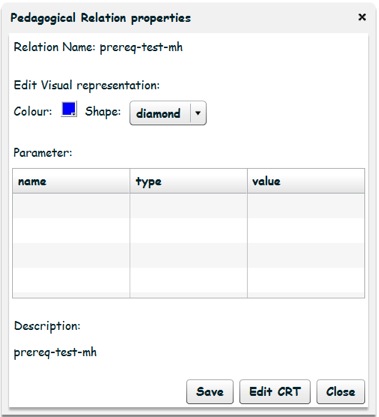 Pedagogical Relation properties ×
Relation Name: prereq-test-mh
Edit Visual representation:
Colour: Shape: diamond
Parameter:
name type value
Description:
prereq-test-mh
Save Edit CRT Close